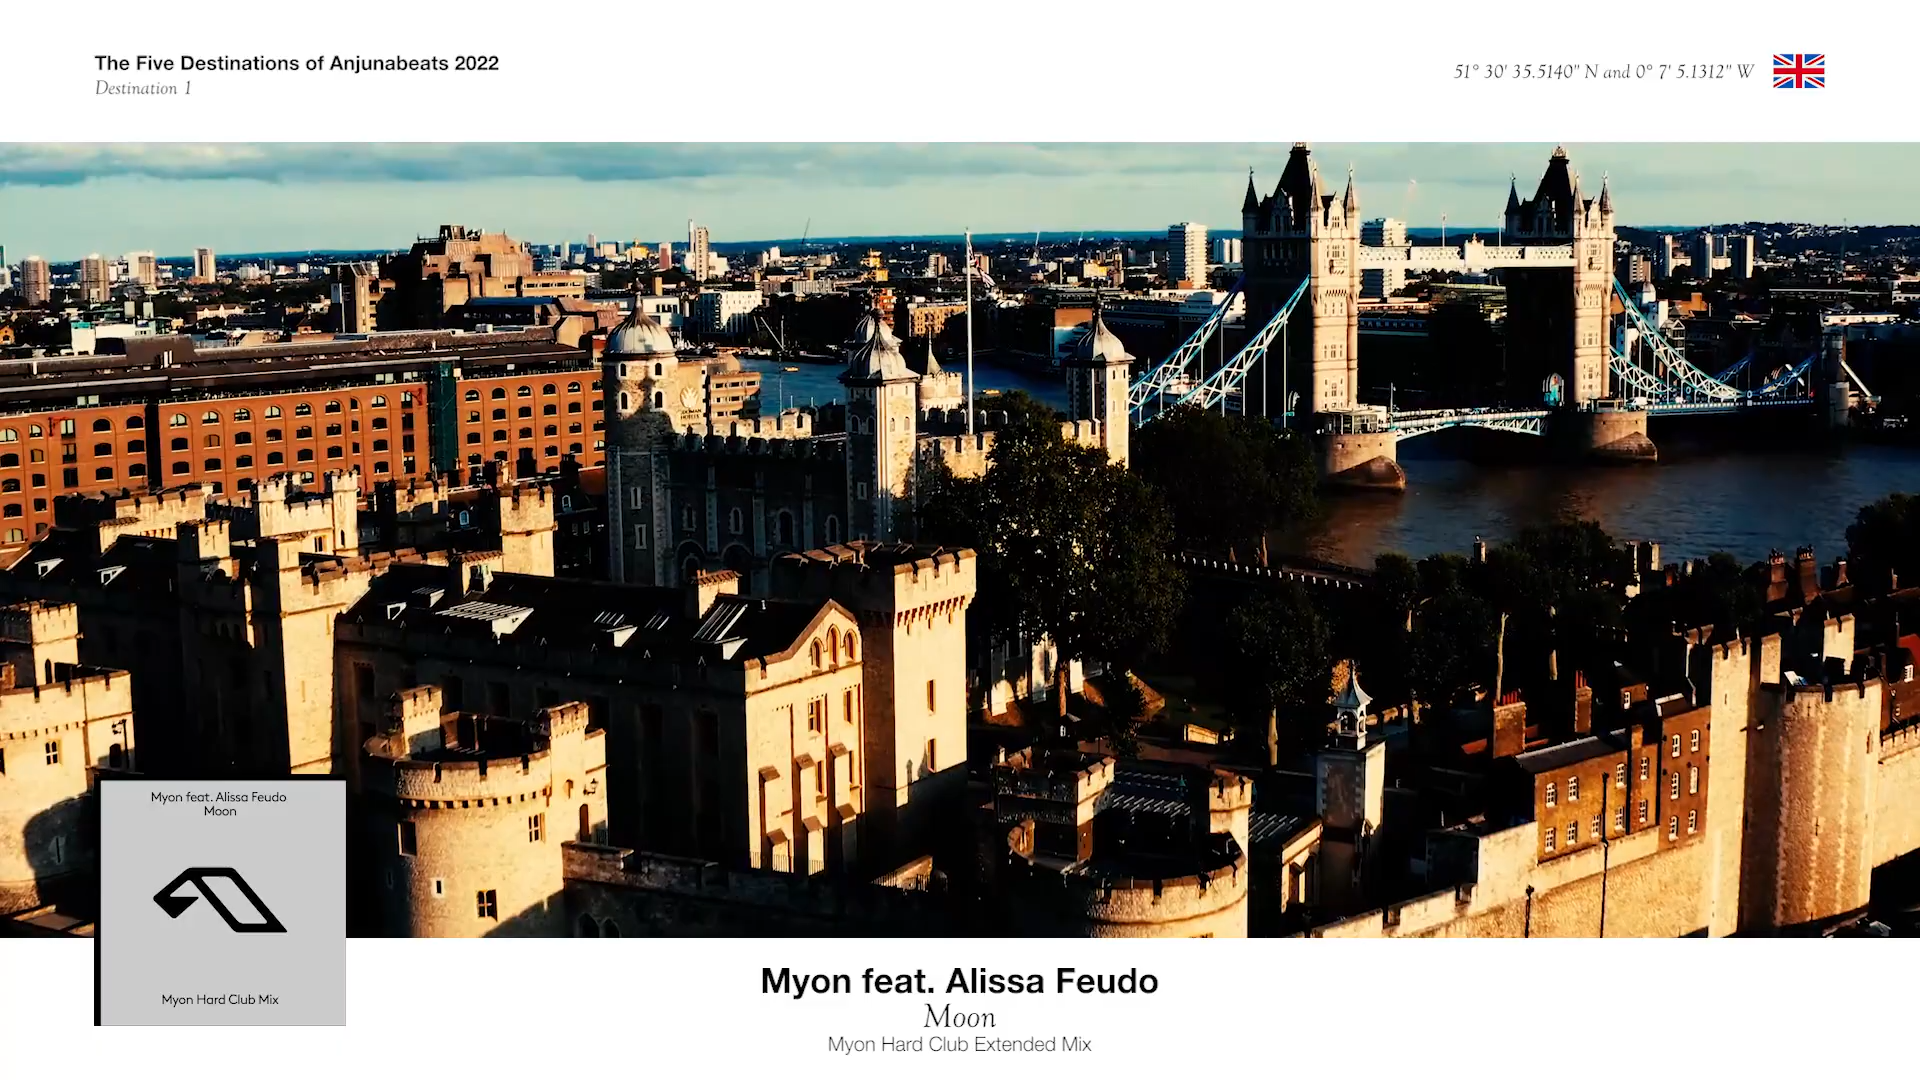 The Five Destinations of Anjunabeats 2022
Destination 1
51° 30' 35.5140" N and 0° 7' 5.1312" W
Myon feat. Alissa Feudo
Moon
Myon Hard Club Mix
Myon feat. Alissa Feudo
Moon
Myon Hard Club Extended Mix